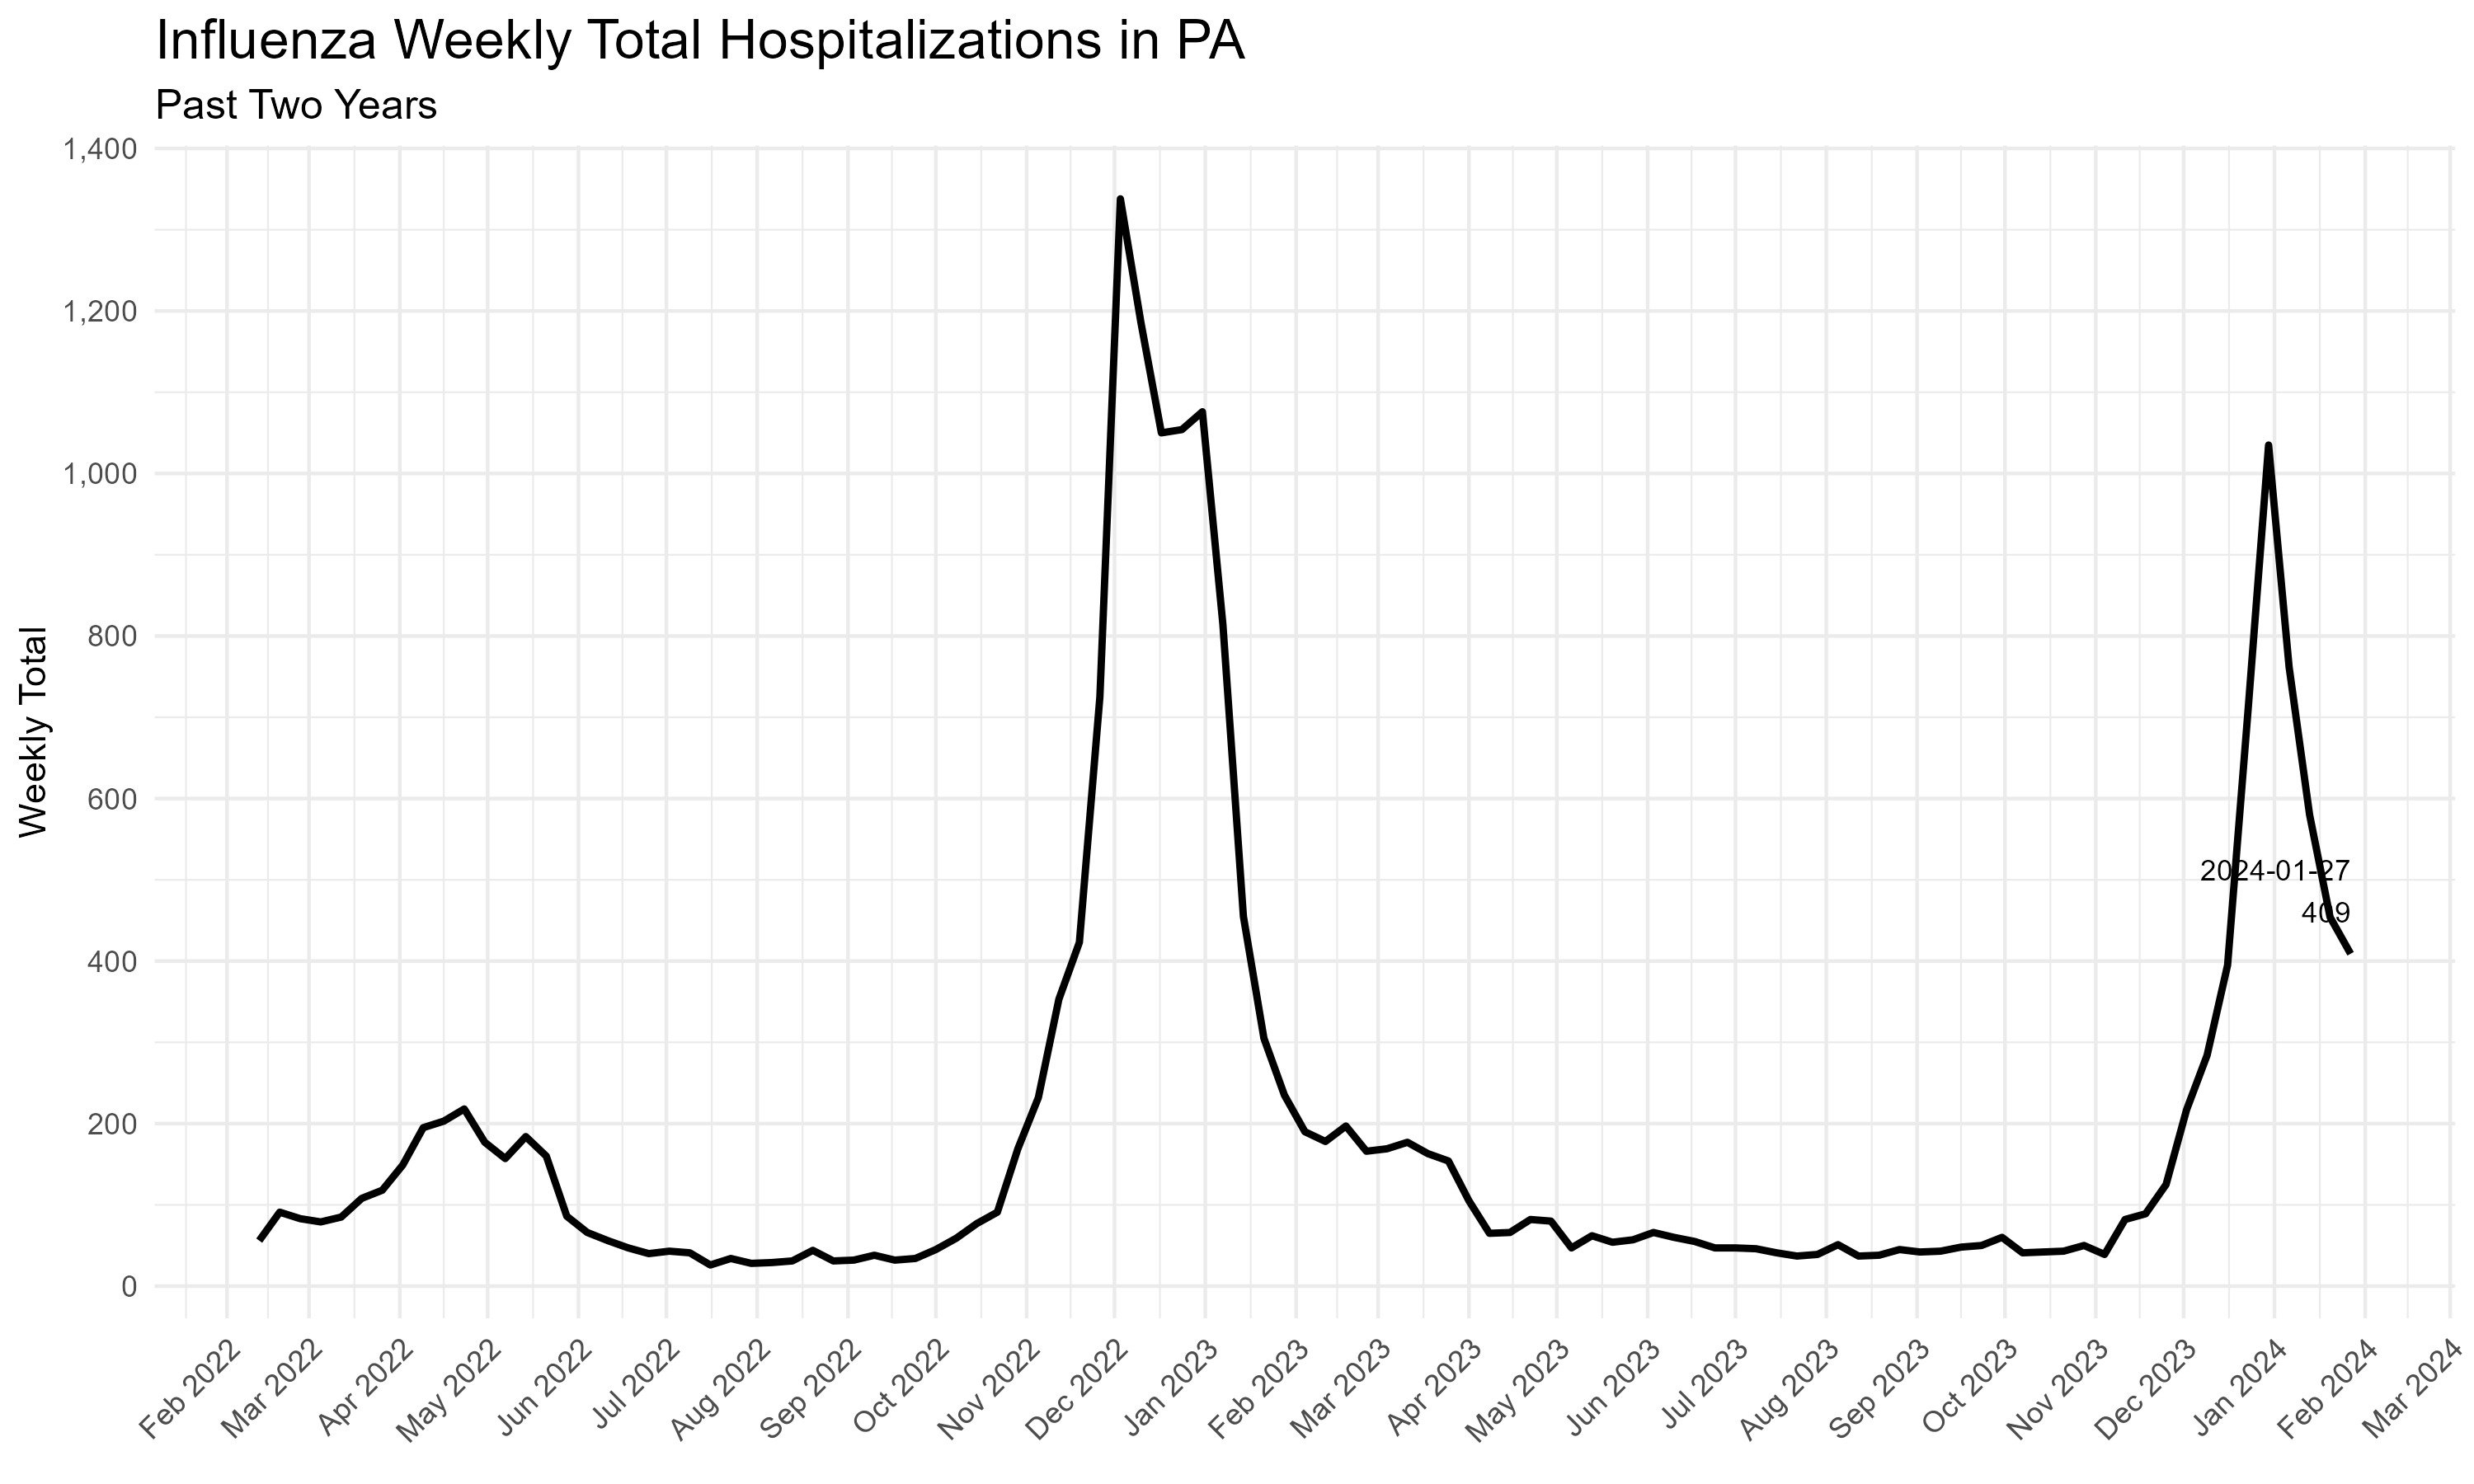 Influenza Weekly Total Hospitalizations in PA
Past Two Years
Weekly Total
1,400
1,200
1,000
800
600
400
200
0
2024-01-27
409
Feb 2022
Mar 2022
Apr 2022
May 2022
Jun 2022
Jul 2022
Aug 2022
Sep 2022
Oct 2022
Nov 2022
Dec 2022
Jan 2023
Feb 2023
Mar 2023
Apr 2023
May 2023
Jun 2023
Jul 2023
Aug 2023
Sep 2023
Oct 2023
Nov 2023
Dec 2023
Jan 2024
Feb 2024
Mar 2024